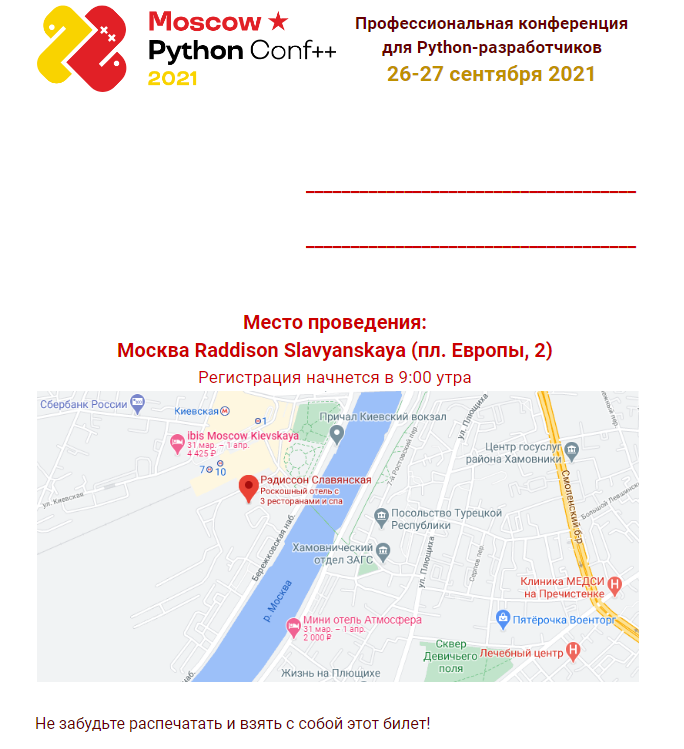 Moscow ★
Python Conf++
2021
Профессиональная конференция
для Python-разработчиков
26-27 сентября 2021
Место проведения:
Москва Raddison Slavyanskaya (пл. Европы, 2)
Регистрация начнется в 9:00 утра
Сбербанк России
Киевская
1
Причал Киевский вокзал
ул. Плющиха
ibis Moscow Kievskaya
31 мар. – 1 апр.
4 425 ₽
7 10
7-й Ростовский пер.
Центр госуслуг
района Хамовники
Смоленский б-р
Рэдиссон Славянская
Роскошный отель с
3 ресторанами и спа
ул. Киевская
Посольство Турецкой
Республики
Бережковская наб.
Хамовнический
отдел ЗАГС
ул. Плющиха
Клиника МЕДСИ
на Пречистенке
р. Москва
Мини отель Атмосфера
31 мар. – 1 апр.
2 000 ₽
Пятёрочка Военторг
Сквер
Девичьего
поля
Лечебный центр
Жизнь на Плющихе
Не забудьте распечатать и взять с собой этот билет!